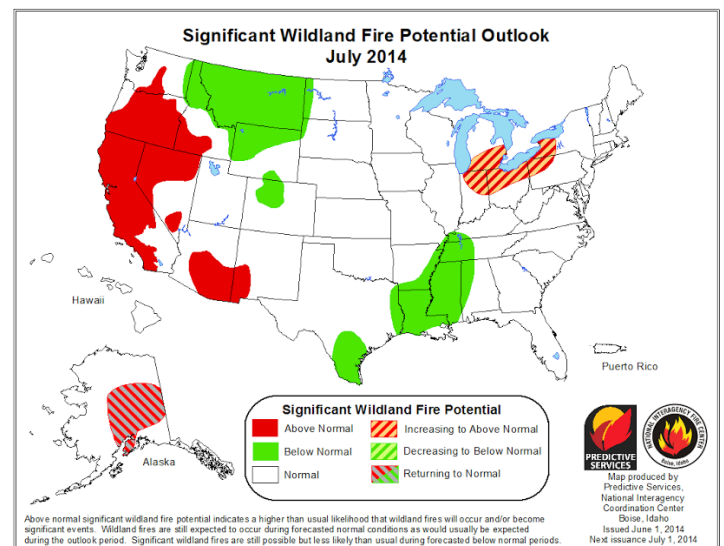 Significant Wildland Fire Potential Outlook
July 2014
Hawaii
Puerto Rico
Alaska
Significant Wildland Fire Potential
Above Normal
Increasing to Above Normal
Below Normal
Decreasing to Below Normal
Normal
Returning to Normal
PREDICTIVE
SERVICES
NATIONAL INTERAGENCY FIRE CENTER
Boise, Idaho
Map produced by
Predictive Services,
National Interagency
Coordination Center
Boise, Idaho
Issued June 1, 2014
Next issuance July 1, 2014
Above normal significant wildland fire potential indicates a higher than usual likelihood that wildland fires will occur and/or become
significant events. Wildland fires are still expected to occur during forecasted normal conditions as would usually be expected
during the outlook period. Significant wildland fires are still possible but less likely than usual during forecasted below normal periods.